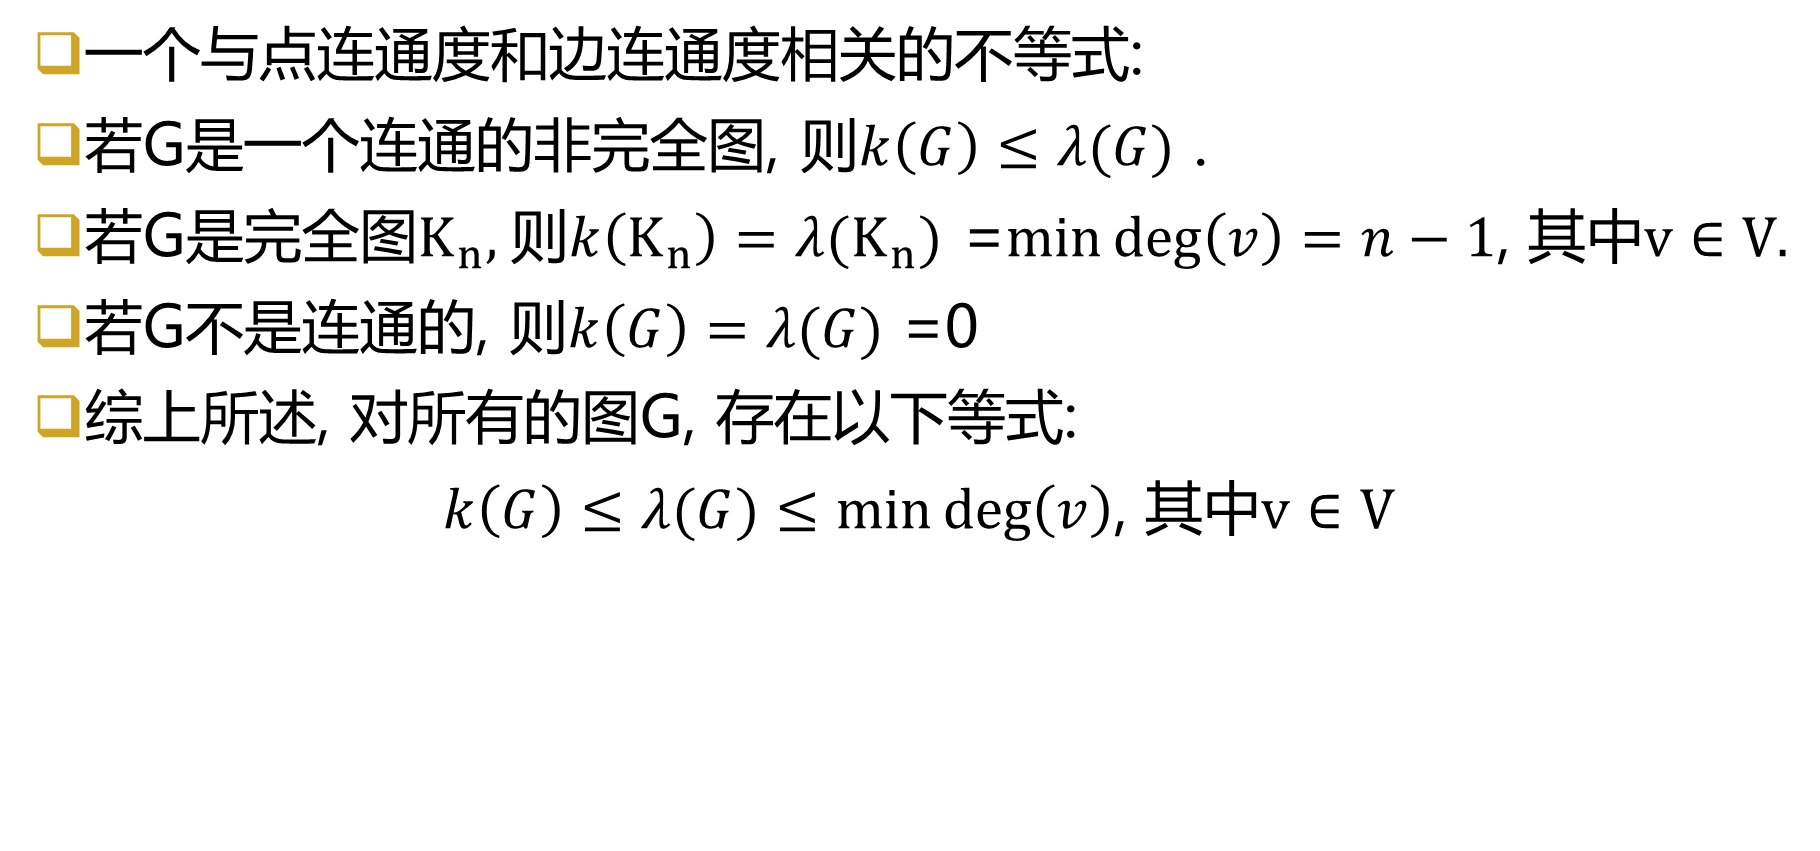 ❑一个与点连通度和边连通度相关的不等式:
❑若G是一个连通的非完全图, 则k(G) ≤ λ(G) .
❑若G是完全图Kₙ, 则k(Kₙ) = λ(Kₙ) =min deg(v) = n − 1, 其中v ∈ V.
❑若G不是连通的, 则k(G) = λ(G) =0
❑综上所述, 对所有的图G, 存在以下等式:
k(G) ≤ λ(G) ≤ min deg(v), 其中v ∈ V